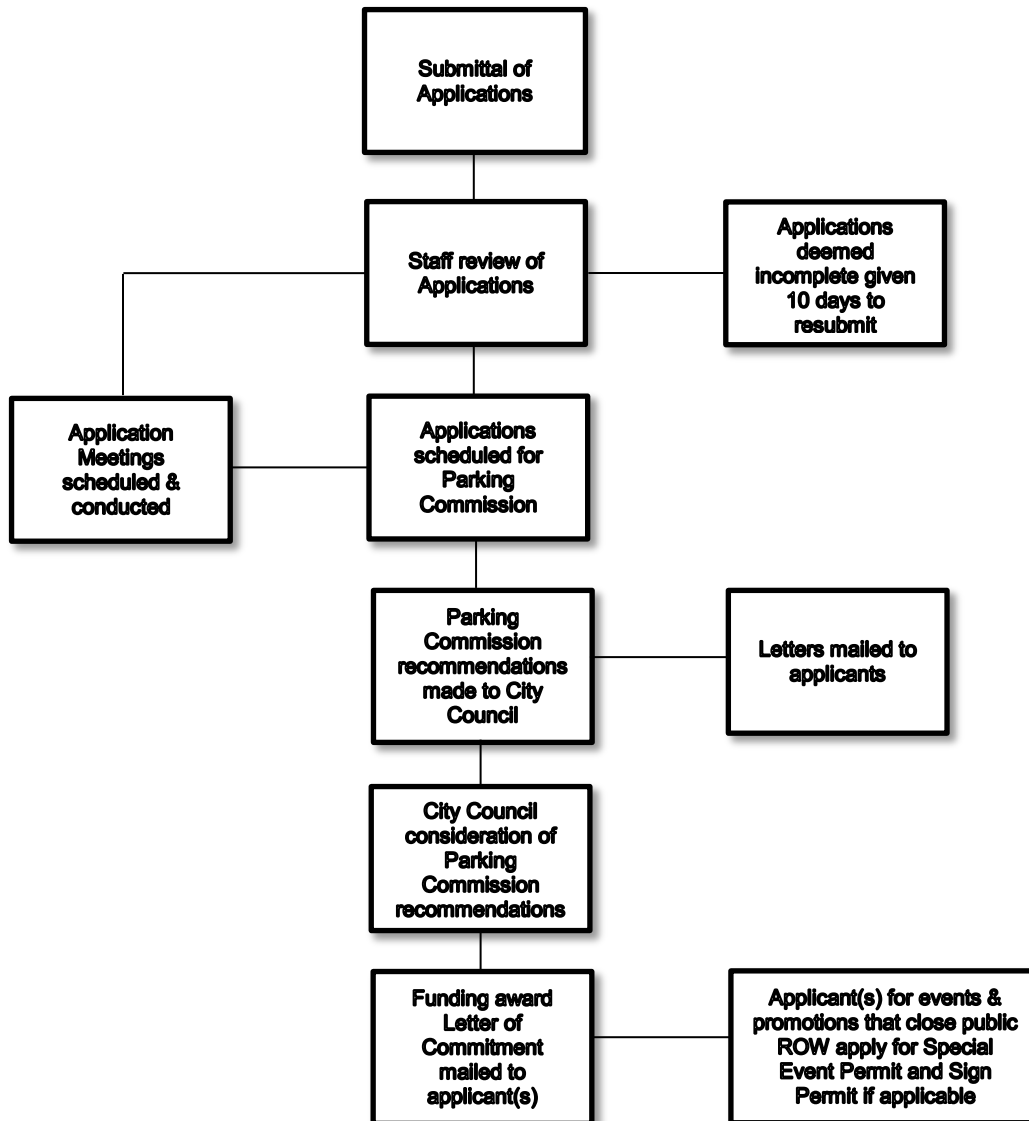 Submittal of
Applications
Staff review of
Applications
Applications
deemed
incomplete given
10 days to
resubmit
Application
Meetings
scheduled &
conducted
Applications
scheduled for
Parking
Commission
Parking
Commission
recommendations
made to City
Council
Letters mailed to
applicants
City Council
consideration of
Parking
Commission
recommendations
Funding award
Letter of
Commitment
mailed to
applicant(s)
Applicant(s) for events &
promotions that close public
ROW apply for Special
Event Permit and Sign
Permit if applicable